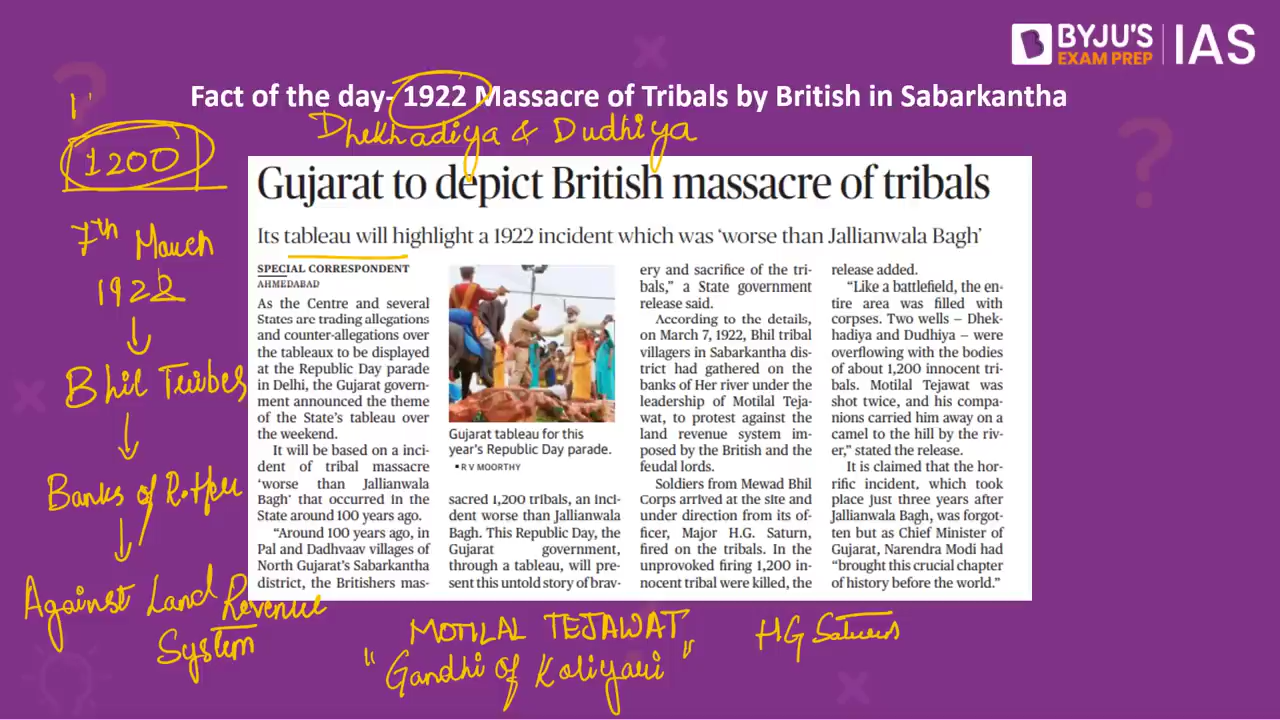 BYJU'S
EXAM PREP
IAS
Fact of the day- 1922 Massacre of Tribals by British in Sabarkantha
Dhekhadiya & Dudhiya
1200
7th March
1922
Bhil Tribes
Banks of R.
Against Land Revenue
System
Gujarat to depict British massacre of tribals
Its tableau will highlight a 1922 incident which was ‘worse than Jallianwala Bagh’
SPECIAL CORRESPONDENT
AHMEDABAD
As the Centre and several
States are trading allegations
and counter-allegations over
the tableaux to be displayed
at the Republic Day parade
in Delhi, the Gujarat govern-
ment announced the theme
of the State's tableau over
the weekend.
It will be based on a inci-
dent of tribal massacre
‘worse than Jallianwala
Bagh’ that occurred in the
State around 100 years ago.
“Around 100 years ago, in
Pal and Dadhvaav villages of
North Gujarat's Sabarkantha
district, the Britishers mas-
Gujarat tableau for this
year's Republic Day parade.
▪ R V MOORTHY
sacred 1,200 tribals, an inci-
dent worse than Jallianwala
Bagh. This Republic Day, the
Gujarat government,
through a tableau, will pre-
sent this untold story of brav-
ery and sacrifice of the tri-
bals,” a State government
release said.
According to the details,
on March 7, 1922, Bhil tribal
villagers in Sabarkantha dis-
trict had gathered on the
banks of Her river under the
leadership of Motilal Teja-
wat, to protest against the
land revenue system im-
posed by the British and the
feudal lords.
Soldiers from Mewad Bhil
Corps arrived at the site and
under direction from its of-
ficer, Major H.G. Saturn,
fired on the tribals. In the
unprovoked firing 1,200 in-
nocent tribal were killed, the
release added.
“Like a battlefield, the en-
tire area was filled with
corpses. Two wells – Dhek-
hadiya and Dudhiya – were
overflowing with the bodies
of about 1,200 innocent tri-
bals. Motilal Tejawat was
shot twice, and his compa-
nions carried him away on a
camel to the hill by the riv-
er,” stated the release.
It is claimed that the hor-
rific incident, which took
place just three years after
Jallianwala Bagh, was forgot-
ten but as Chief Minister of
Gujarat, Narendra Modi had
“brought this crucial chapter
of history before the world.”
MOTILAL TEJAWAT
"Gandhi of Koliyari"
HG Saturn